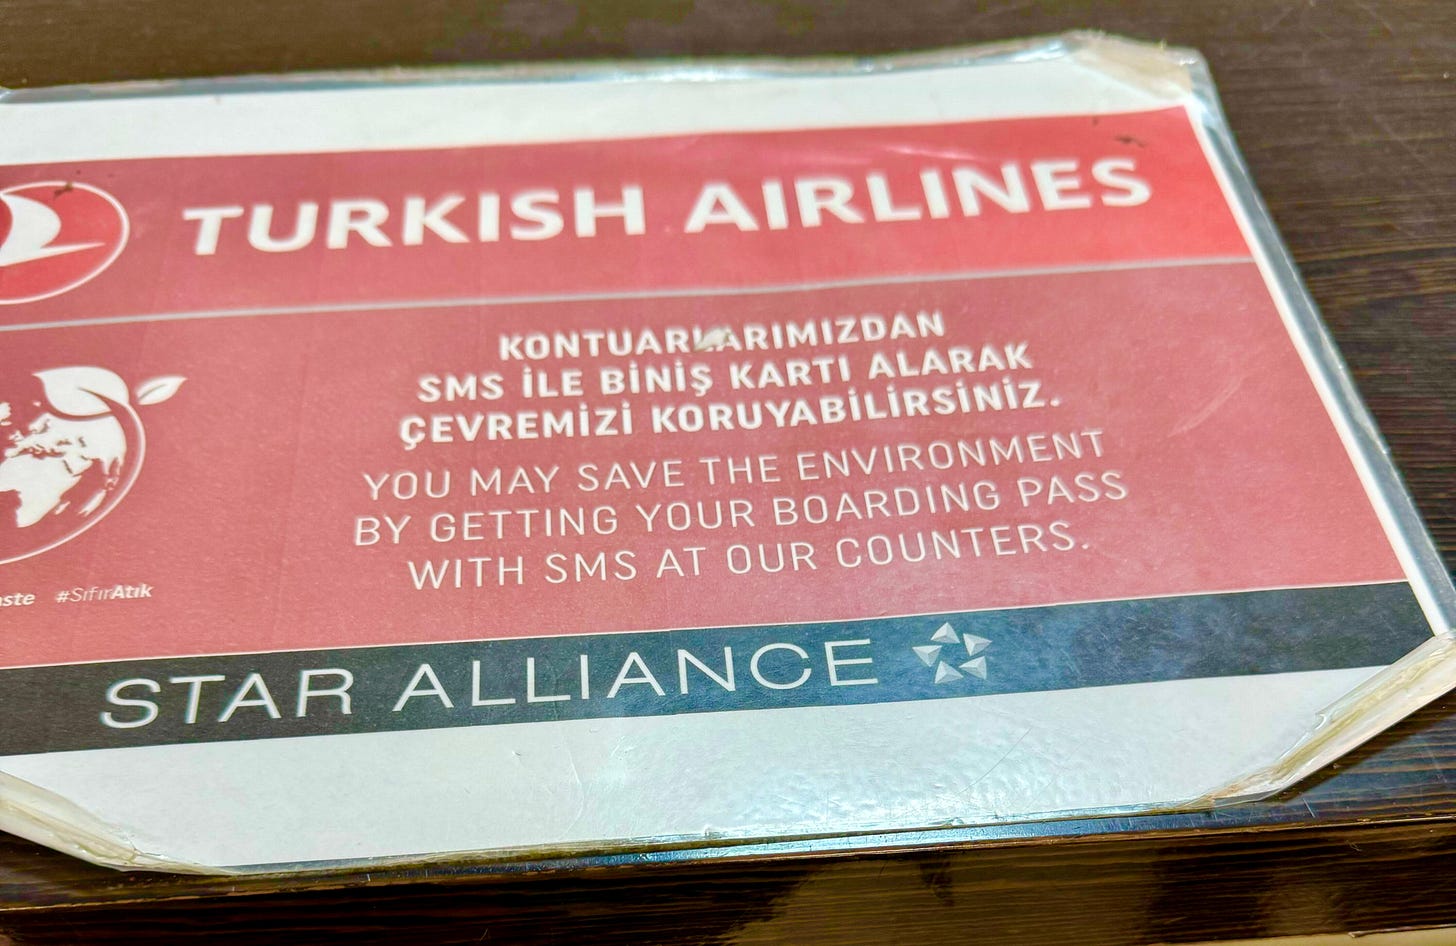 TURKISH AIRLINES
KONTUARLARIMIZDAN
SMS İLE BİNİŞ KARTI ALARAK
ÇEVREMİZİ KORUYABİLİRSİNİZ.
YOU MAY SAVE THE ENVIRONMENT
BY GETTING YOUR BOARDING PASS
WITH SMS AT OUR COUNTERS.
#SıfırAtık
STAR ALLIANCE